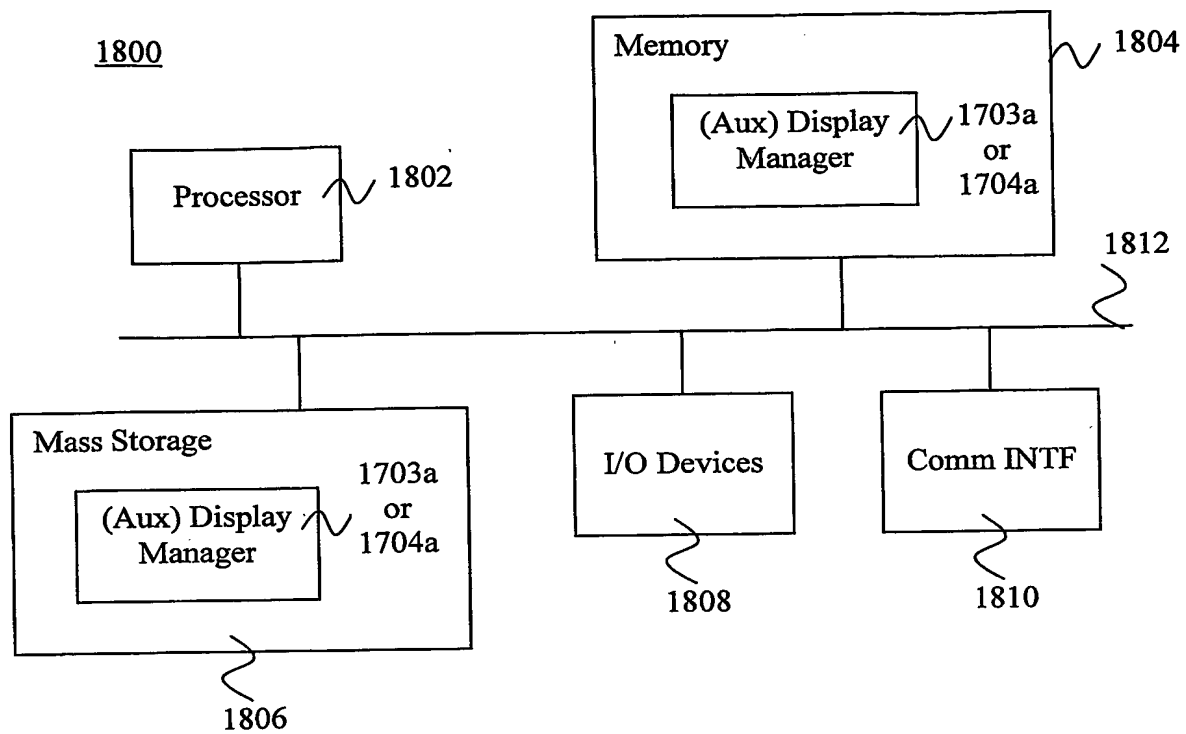 1800
Memory
1804
(Aux) Display
Manager
1703a
or
1704a
Processor
1802
1812
Mass Storage
(Aux) Display
Manager
1703a
or
1704a
I/O Devices
Comm INTF
1808
1810
1806